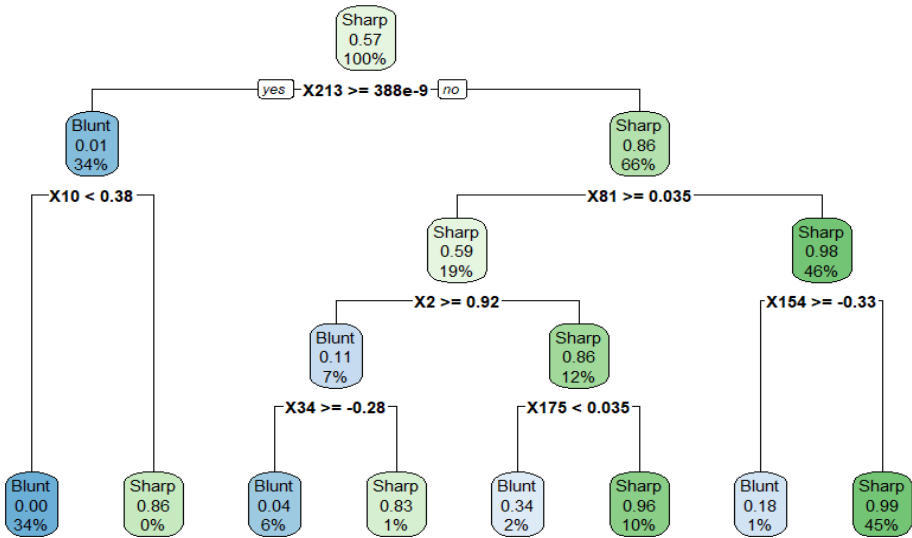 Sharp
0.57
100%
yes X213 >= 388e-9 no
Blunt
0.01
34%
Sharp
0.86
66%
X10 < 0.38
X81 >= 0.035
Sharp
0.59
19%
Sharp
0.98
46%
X2 >= 0.92
X154 >= -0.33
Blunt
0.11
7%
Sharp
0.86
12%
X34 >= -0.28
X175 < 0.035
Blunt
0.00
34%
Sharp
0.86
0%
Blunt
0.04
6%
Sharp
0.83
1%
Blunt
0.34
2%
Sharp
0.96
10%
Blunt
0.18
1%
Sharp
0.99
45%